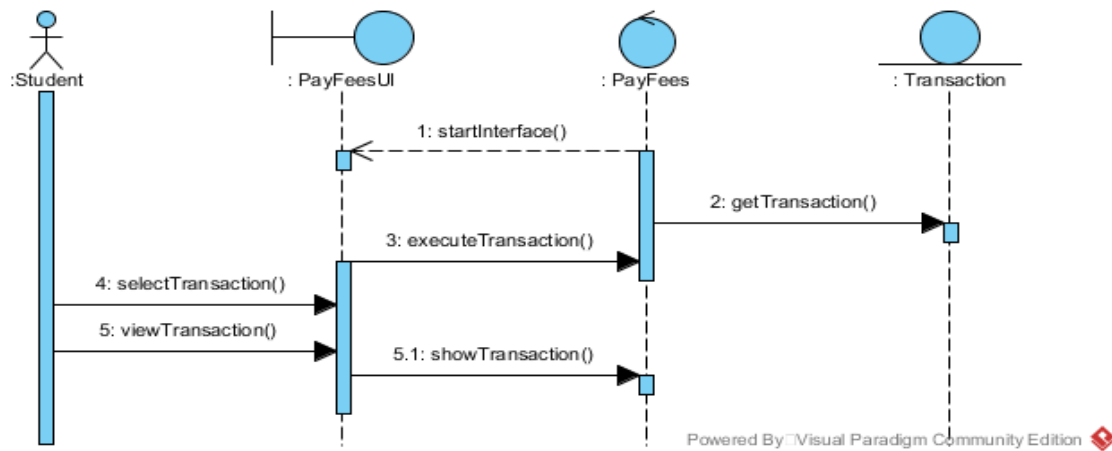 :Student
: PayFeesUI
: PayFees
: Transaction
1: startInterface()
2: getTransaction()
3: executeTransaction()
4: selectTransaction()
5: viewTransaction()
5.1: showTransaction()
Powered By Visual Paradigm Community Edition